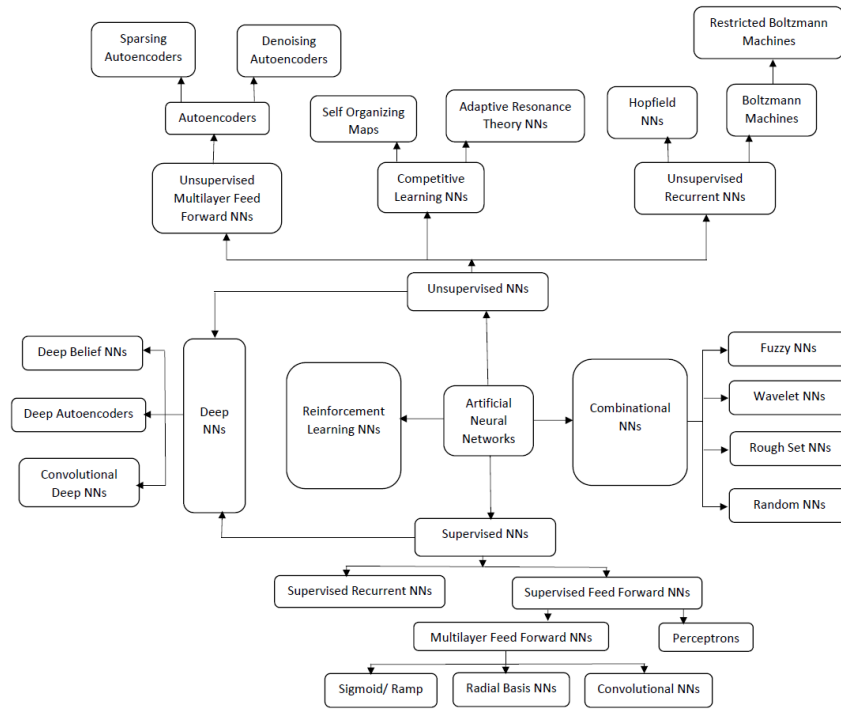 Sparsing
Autoencoders
Denoising
Autoencoders
Restricted Boltzmann
Machines
Autoencoders
Self Organizing
Maps
Adaptive Resonance
Theory NNs
Hopfield
NNs
Boltzmann
Machines
Unsupervised
Multilayer Feed
Forward NNs
Competitive
Learning NNs
Unsupervised
Recurrent NNs
Unsupervised NNs
Deep Belief NNs
Deep Autoencoders
Convolutional
Deep NNs
Deep
NNs
Reinforcement
Learning NNs
Artificial
Neural
Networks
Combinational
NNs
Fuzzy NNs
Wavelet NNs
Rough Set NNs
Random NNs
Supervised NNs
Supervised Recurrent NNs
Supervised Feed Forward NNs
Multilayer Feed Forward NNs
Perceptrons
Sigmoid/ Ramp
Radial Basis NNs
Convolutional NNs